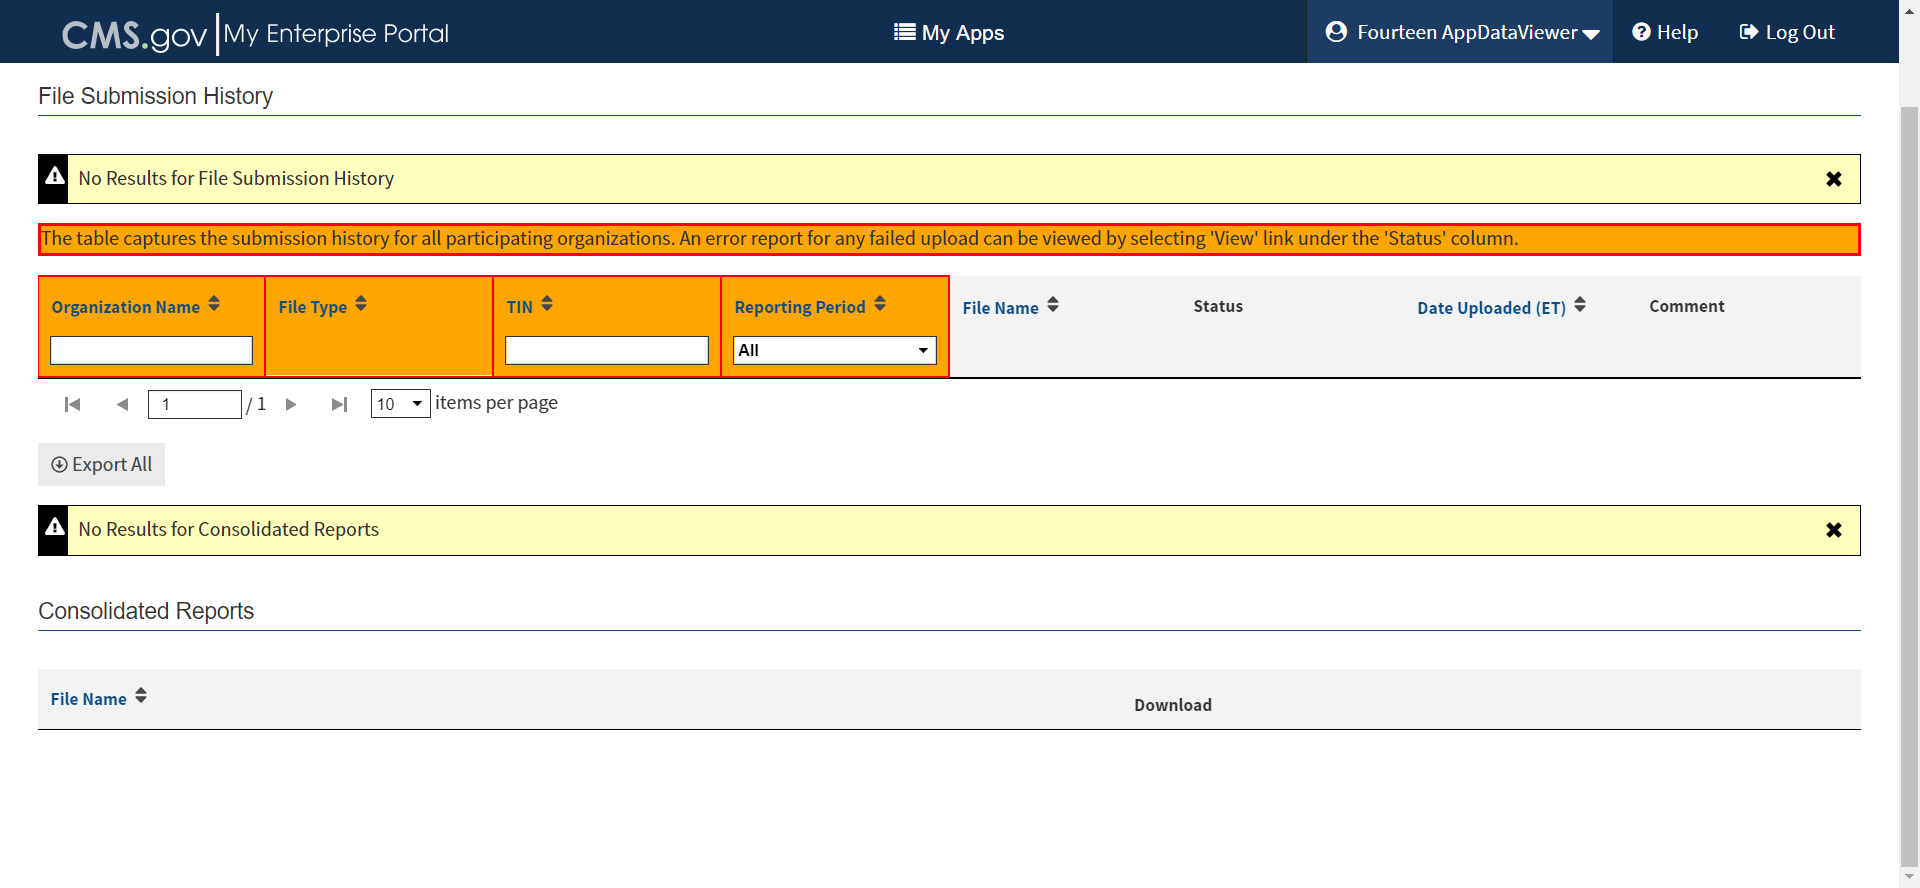 CMS.gov My Enterprise Portal
My Apps
Fourteen AppDataViewer
Help
Log Out
File Submission History
No Results for File Submission History
The table captures the submission history for all participating organizations. An error report for any failed upload can be viewed by selecting 'View' link under the 'Status' column.
Organization Name File Type TIN Reporting Period File Name Status Date Uploaded (ET) Comment
All
1 / 1 10 items per page
Export All
No Results for Consolidated Reports
Consolidated Reports
File Name Download